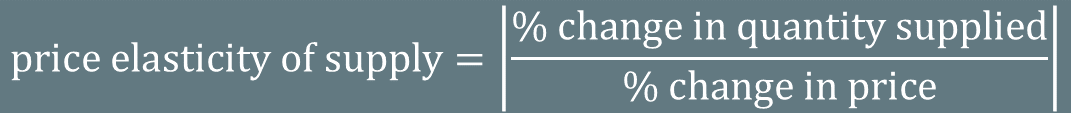 price elasticity of supply = |% change in quantity supplied / % change in price|